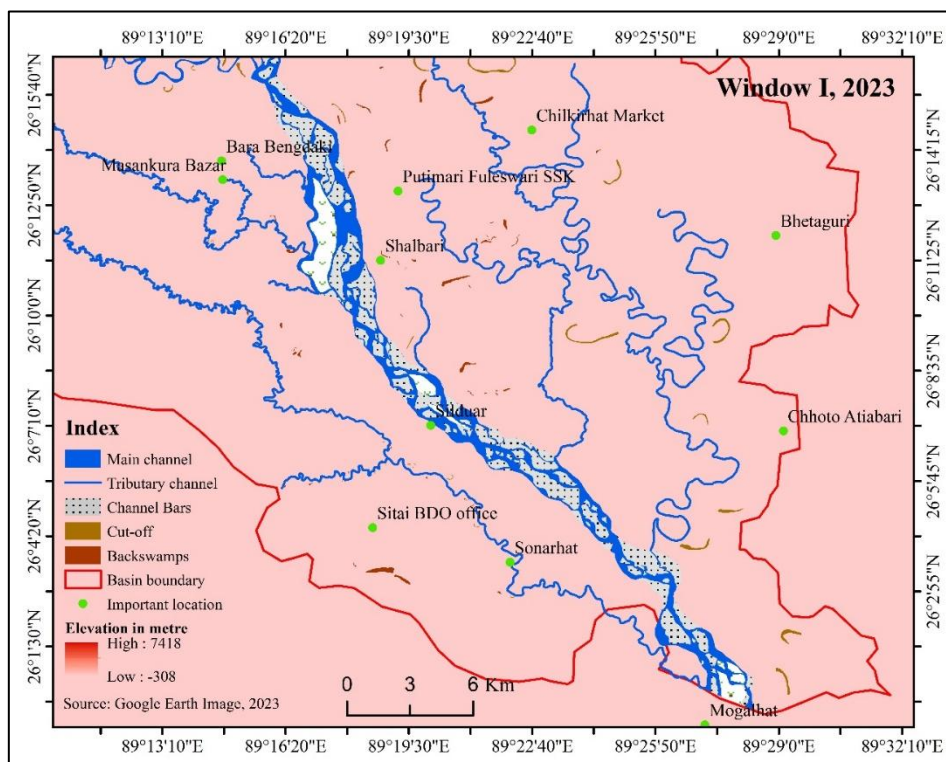 89°13'10"E 89°16'20"E 89°19'30"E 89°22'40"E 89°25'50"E 89°29'0"E 89°32'10"E
Window I, 2023
26°15'40"N
26°12'50"N
26°10'0"N
26°7'10"N
26°4'20"N
26°1'30"N
26°14'15"N
26°11'25"N
26°8'35"N
26°5'45"N
26°2'55"N
Chilkirhat Market
Bara Bengdaki
Masankura Bazar
Putimari Fuleswari SSK
Bhetaguri
Shalbari
Silduar
Chhoto Atiabari
Sitai BDO office
Sonarhat
Mogalhat
Index
Main channel
Tributary channel
Channel Bars
Cut-off
Backswamps
Basin boundary
Important location
Elevation in metre
High : 7418
Low : -308
0 3 6 Km
Source: Google Earth Image, 2023
89°13'10"E 89°16'20"E 89°19'30"E 89°22'40"E 89°25'50"E 89°29'0"E 89°32'10"E